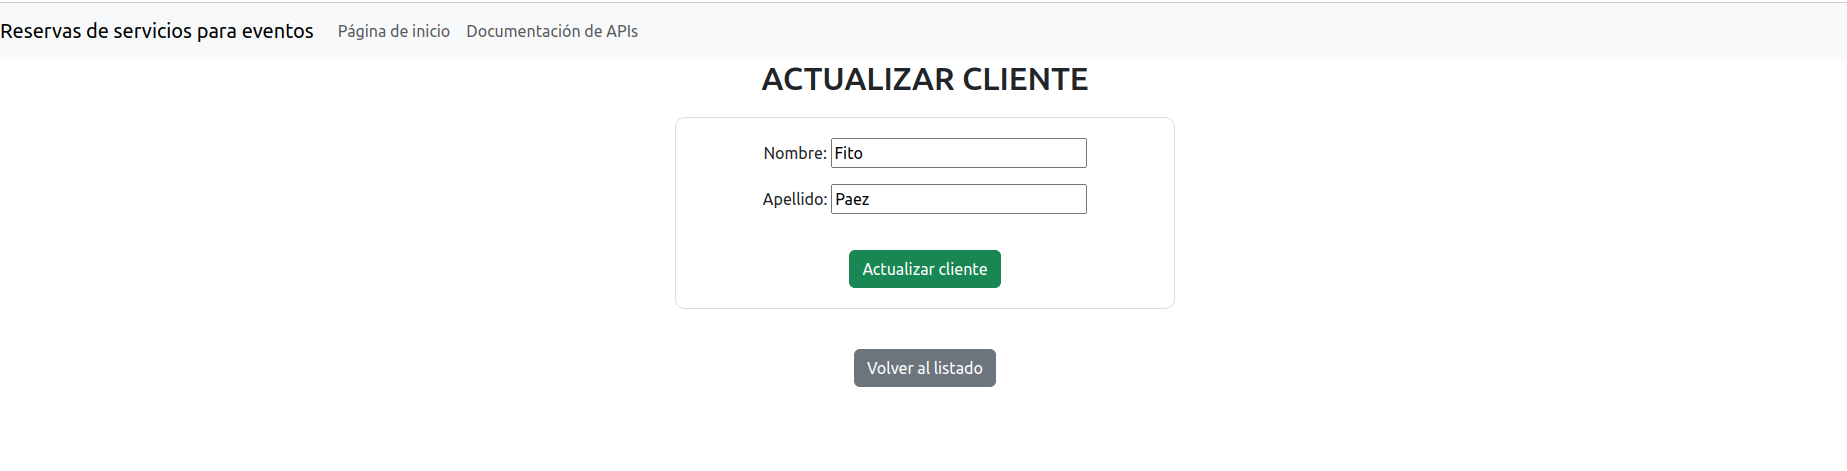 Reservas de servicios para eventos Página de inicio Documentación de APIs
ACTUALIZAR CLIENTE
Nombre: Fito
Apellido: Paez
Actualizar cliente
Volver al listado